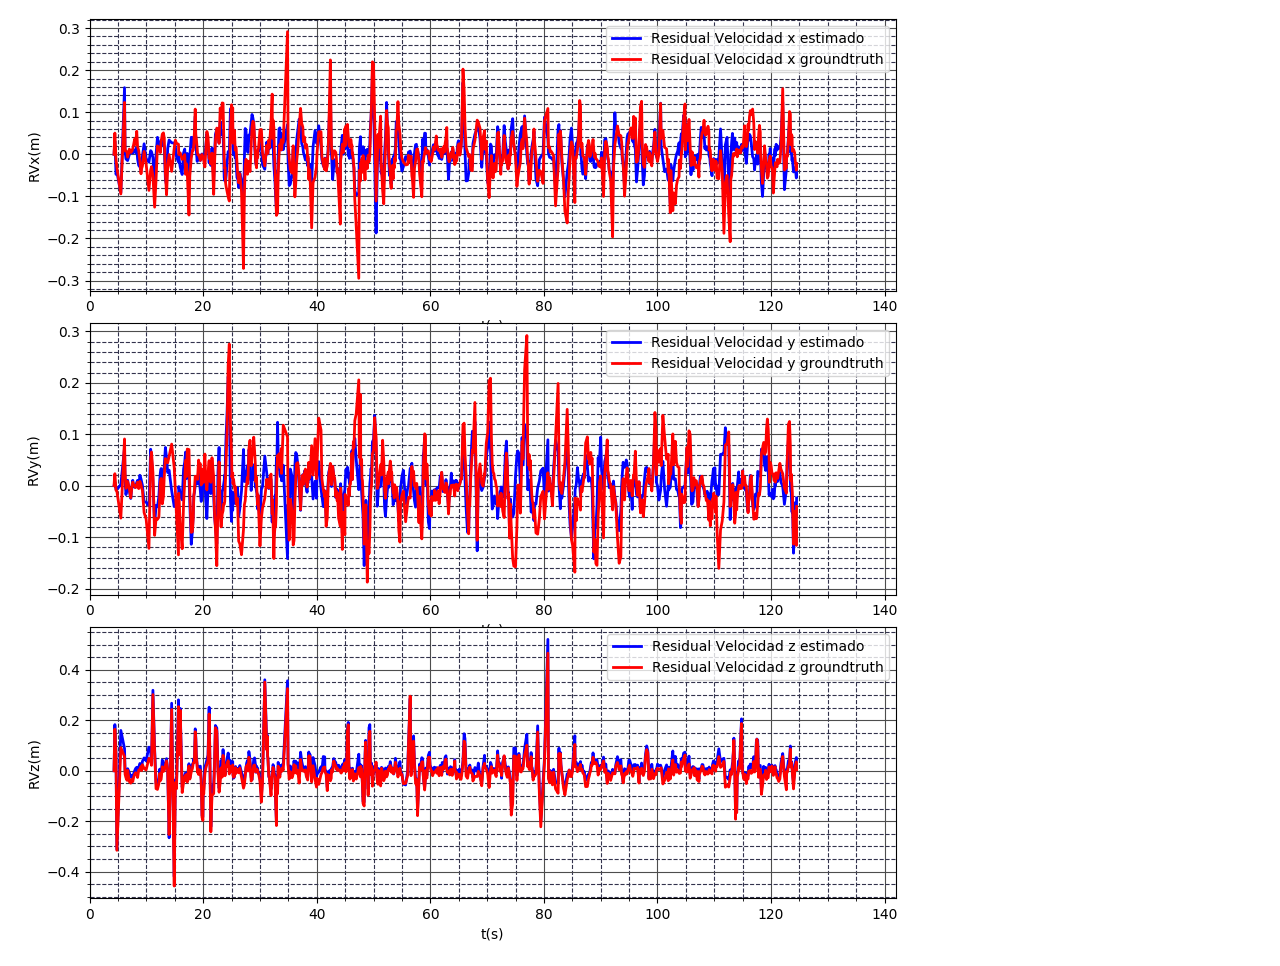 Residual Velocidad x estimado
Residual Velocidad x groundtruth
RVx(m)
0.3
0.2
0.1
0.0
−0.1
−0.2
−0.3
0 20 40 60 80 100 120 140
Residual Velocidad y estimado
Residual Velocidad y groundtruth
RVy(m)
0.3
0.2
0.1
0.0
−0.1
−0.2
0 20 40 60 80 100 120 140
Residual Velocidad z estimado
Residual Velocidad z groundtruth
RVz(m)
0.4
0.2
0.0
−0.2
−0.4
0 20 40 60 80 100 120 140
t(s)